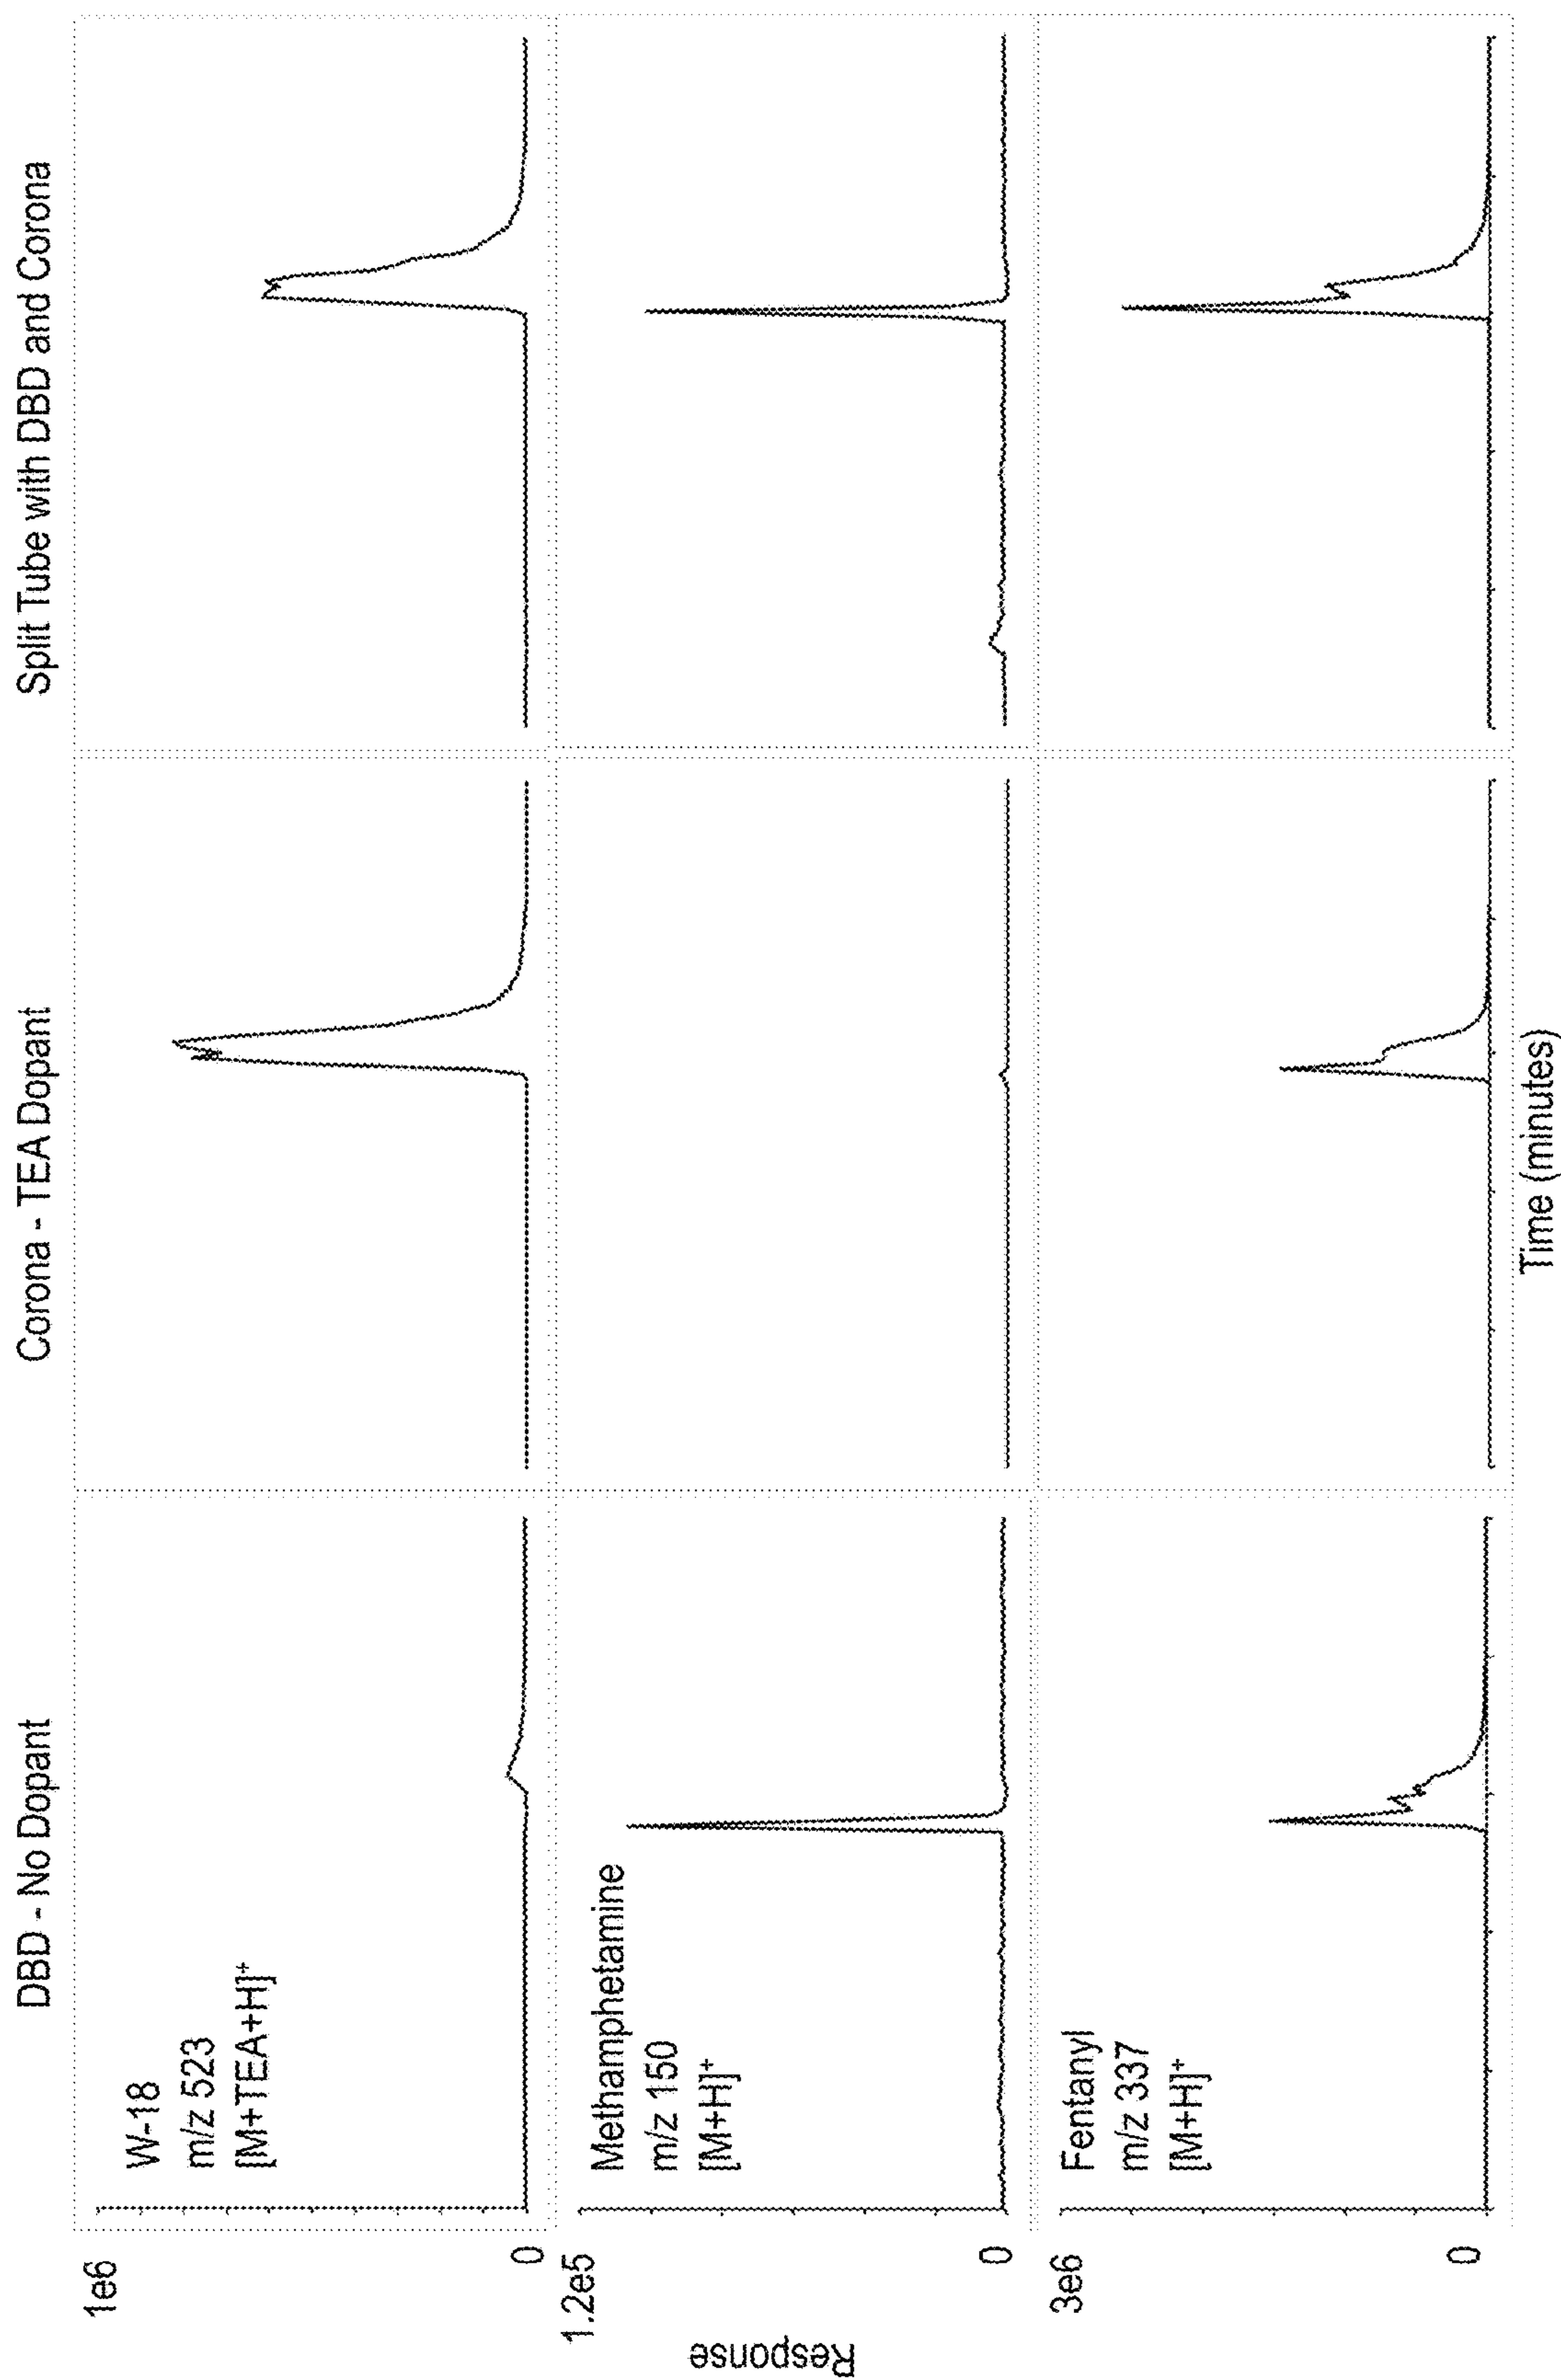 DBD - No Dopant
Corona - TEA Dopant
Split Tube with DBD and Corona
1e6
W-18
m/z 523
[M+TEA+H]⁺
0
1.2e5
Methamphetamine
m/z 150
[M+H]⁺
0
3e6
Fentanyl
m/z 337
[M+H]⁺
0
Response
Time (minutes)